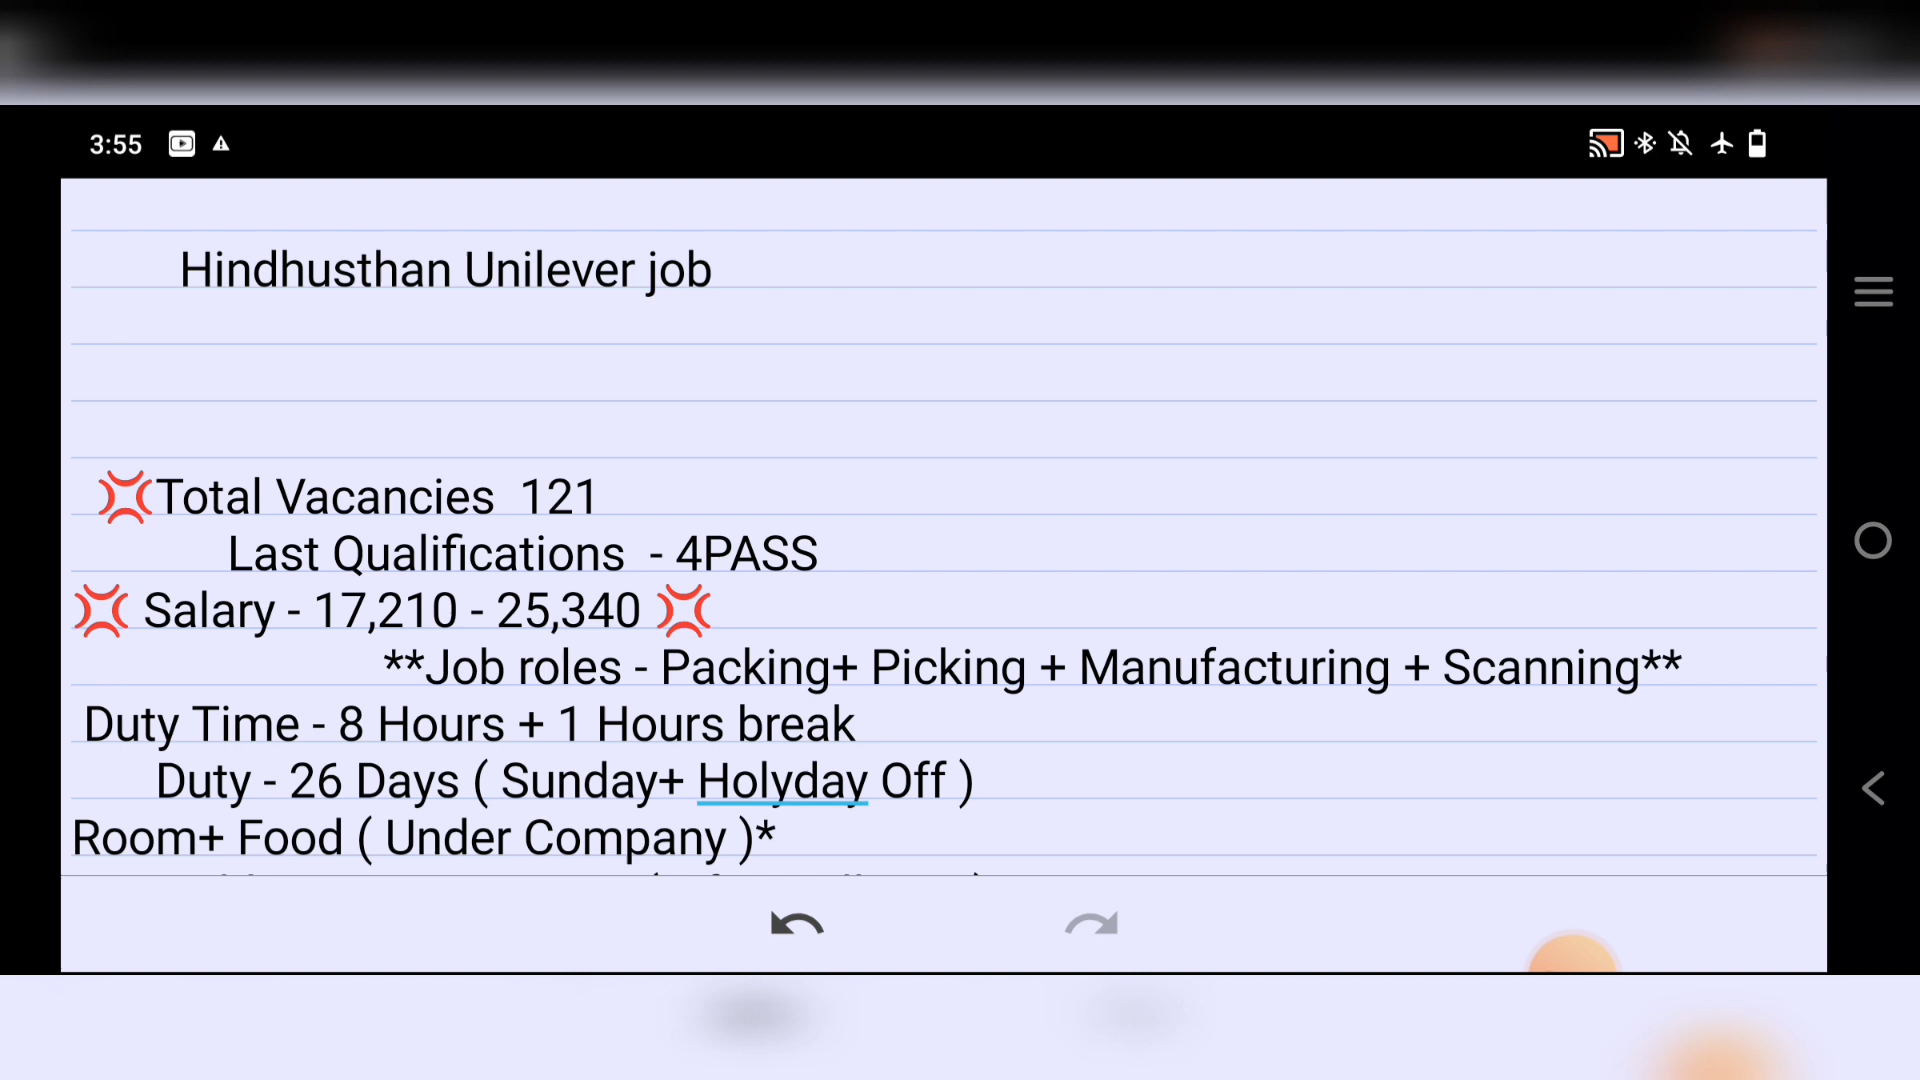 3:55
Hindhusthan Unilever job
💢Total Vacancies 121
Last Qualifications - 4PASS
💢 Salary - 17,210 - 25,340 💢
**Job roles - Packing+ Picking + Manufacturing + Scanning**
Duty Time - 8 Hours + 1 Hours break
Duty - 26 Days ( Sunday+ Holyday Off )
Room+ Food ( Under Company )*